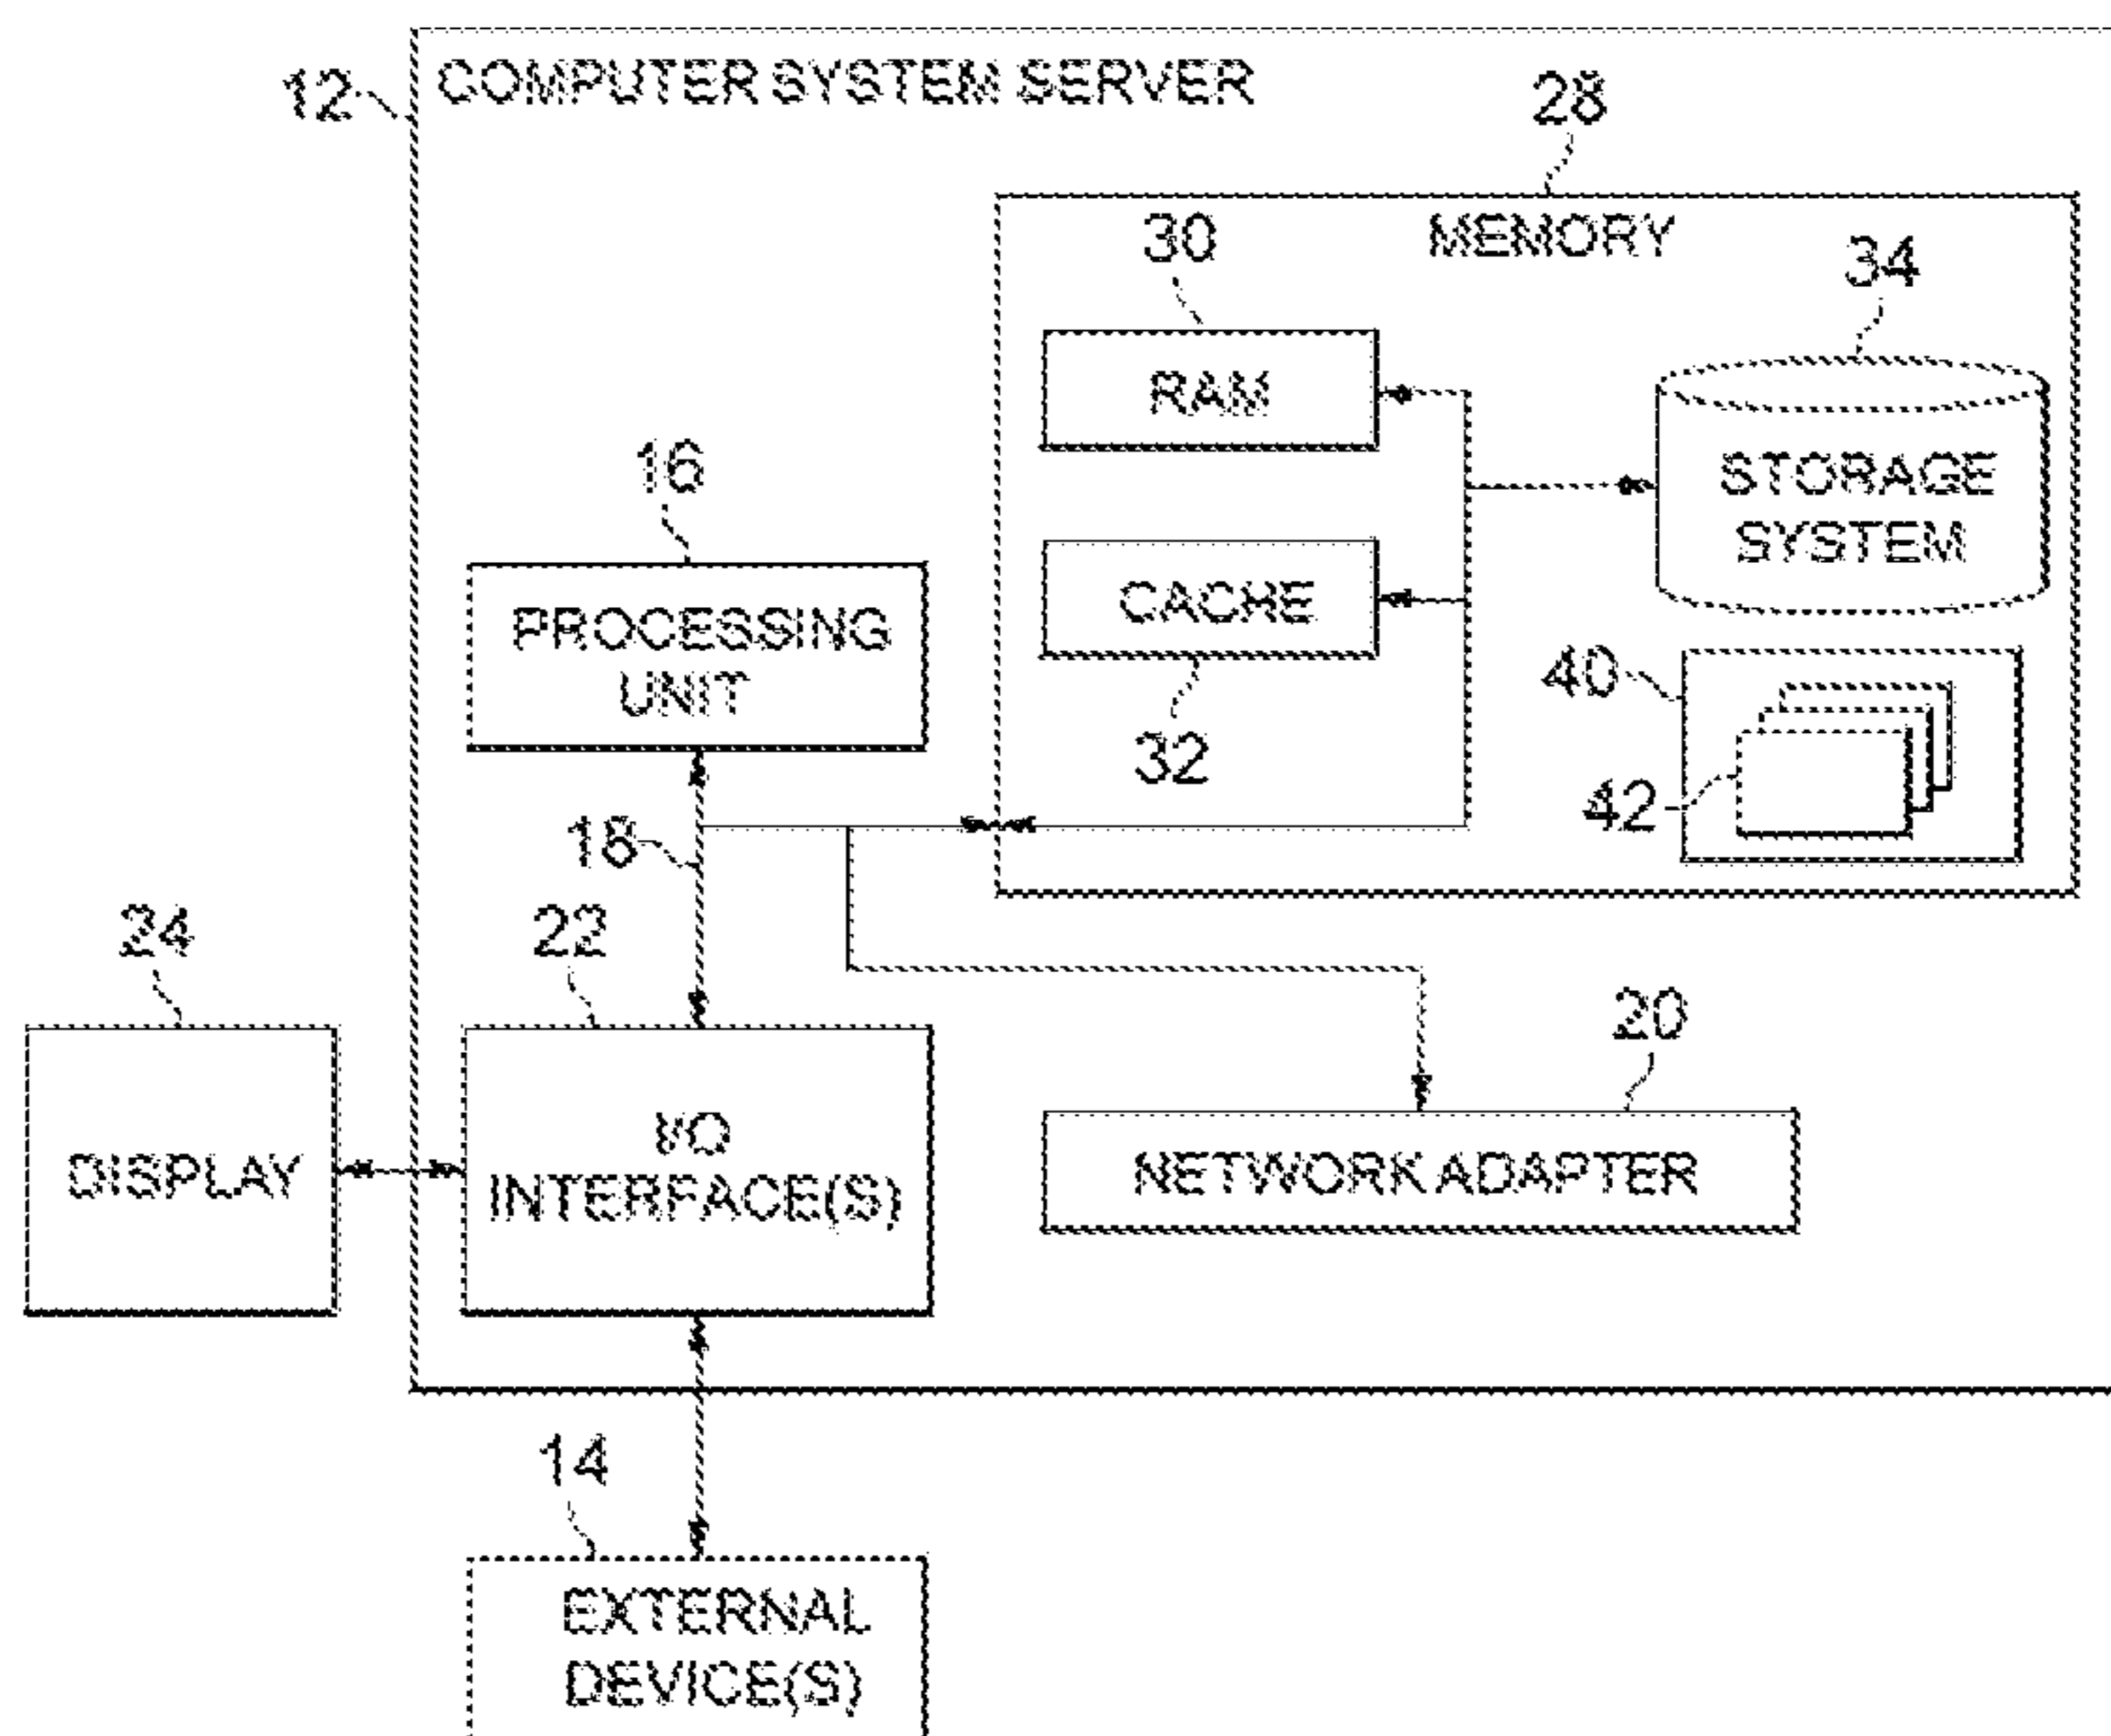 12
COMPUTER SYSTEM SERVER
28
MEMORY
30
34
RAM
16
STORAGE
SYSTEM
CACHE
PROCESSING
UNIT
40
32
42
18
24
22
20
I/O
INTERFACE(S)
DISPLAY
NETWORK ADAPTER
14
EXTERNAL
DEVICE(S)